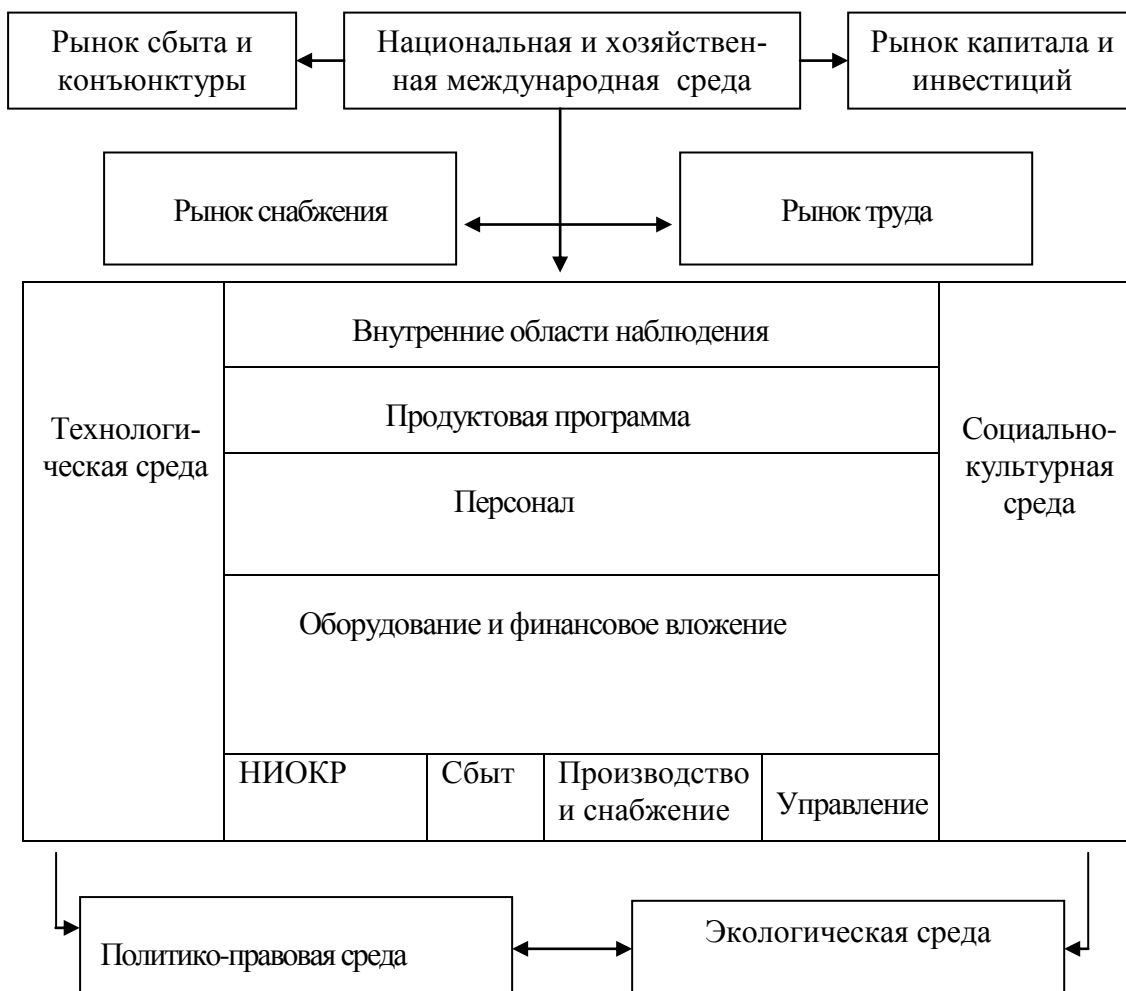 Рынок сбыта и
конъюнктуры
Национальная и хозяйствен-
ная международная среда
Рынок капитала и
инвестиций
Рынок снабжения
Рынок труда
Внутренние области наблюдения
Продуктовая программа
Технологи-
ческая среда
Социально-
культурная
среда
Персонал
Оборудование и финансовое вложение
НИОКР
Сбыт
Производство
и снабжение
Управление
Политико-правовая среда
Экологическая среда